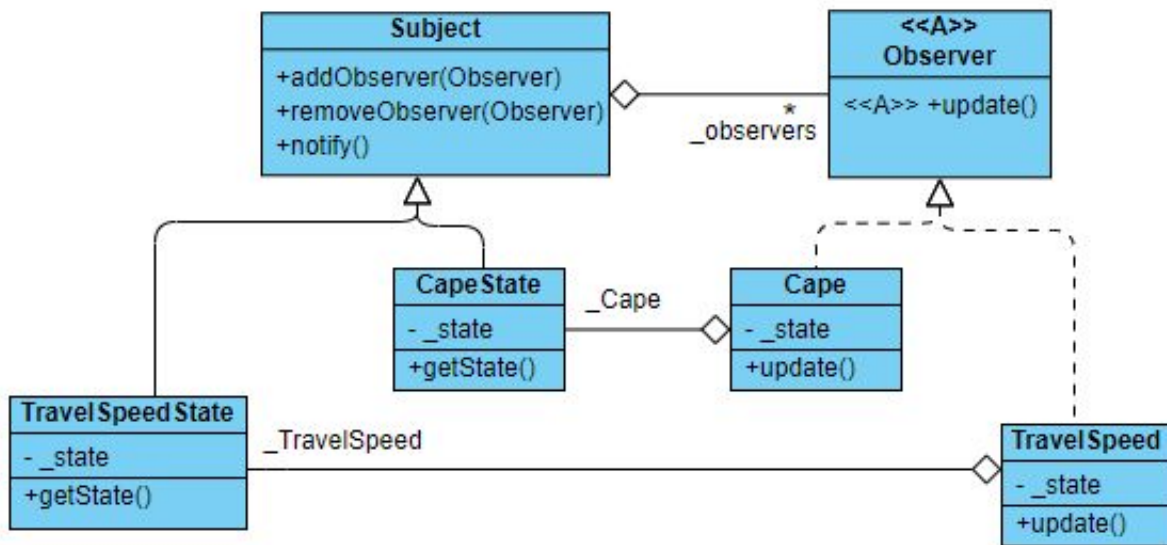 Subject
+addObserver(Observer)
+removeObserver(Observer)
+notify()
<<A>>
Observer
<<A>> +update()
*
_observers
CapeState
- _state
+getState()
_Cape
Cape
- _state
+update()
TravelSpeedState
- _state
+getState()
_TravelSpeed
TravelSpeed
- _state
+update()